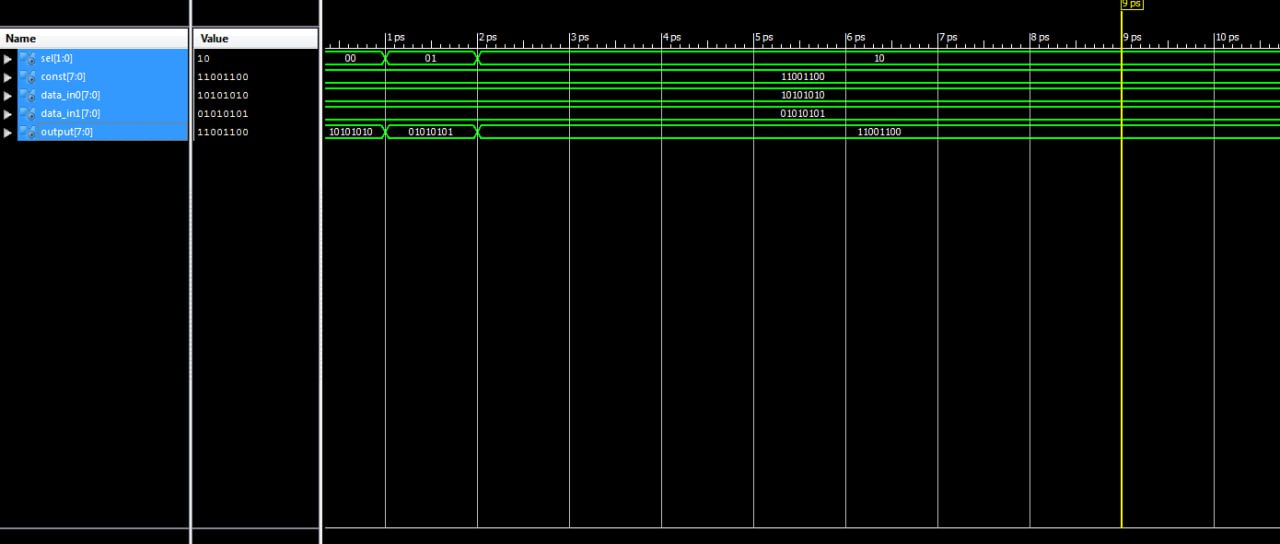 9 ps
Name Value
1 ps 2 ps 3 ps 4 ps 5 ps 6 ps 7 ps 8 ps 9 ps 10 ps
sel[1:0] 10 00 01 10
const[7:0] 11001100 11001100
data_in0[7:0] 10101010 10101010
data_in1[7:0] 01010101 01010101
output[7:0] 11001100 10101010 01010101 11001100